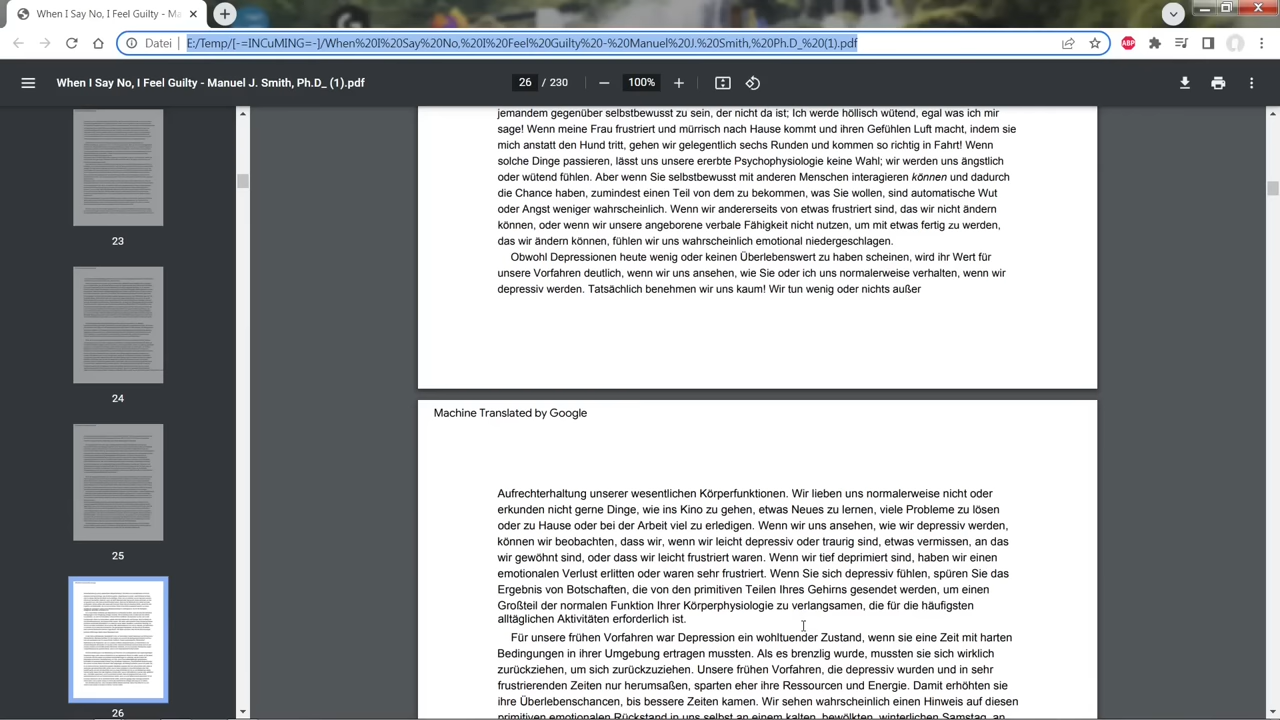 When I Say No, I Feel Guilty - Ma
Datei
E:/Temp/[-=INCuMING=-]/When%20I%20Say%20No,%20I%20Feel%20Guilty%20-%20Manuel%20J.%20Smith,%20Ph.D_%20(1).pdf
ABP
When I Say No, I Feel Guilty - Manuel J. Smith, Ph.D_ (1).pdf
26 / 230
100%
23
24
25
26
jemandem gegenüber selbstbewusst zu sein, der nicht da ist; Ich werde höllisch wütend, egal was ich mir
sage! Wenn meine Frau frustriert und mürrisch nach Hause kommt und ihren Gefühlen Luft macht, indem sie
mich anstatt den Hund tritt, gehen wir gelegentlich sechs Runden und kommen so richtig in Fahrt! Wenn
solche Dinge passieren, lässt uns unsere ererbte Psychophysiologie keine Wahl; wir werden uns ängstlich
oder wütend fühlen. Aber wenn Sie selbstbewusst mit anderen Menschen interagieren können und dadurch
die Chance haben, zumindest einen Teil von dem zu bekommen, was Sie wollen, sind automatische Wut
oder Angst weniger wahrscheinlich. Wenn wir andererseits von etwas frustriert sind, das wir nicht ändern
können, oder wenn wir unsere angeborene verbale Fähigkeit nicht nutzen, um mit etwas fertig zu werden,
das wir ändern können, fühlen wir uns wahrscheinlich emotional niedergeschlagen.
Obwohl Depressionen heute wenig oder keinen Überlebenswert zu haben scheinen, wird ihr Wert für
unsere Vorfahren deutlich, wenn wir uns ansehen, wie Sie oder ich uns normalerweise verhalten, wenn wir
depressiv werden. Tatsächlich benehmen wir uns kaum! Wir tun wenig oder nichts außer
Machine Translated by Google
Aufrechterhaltung unserer wesentlichen Körperfunktionen. Wir lieben uns normalerweise nicht oder
erkunden nicht gerne Dinge, wie ins Kino zu gehen, etwas Neues zu lernen, viele Probleme zu lösen
oder zu Hause oder bei der Arbeit viel zu erledigen. Wenn wir uns ansehen, wie wir depressiv werden,
können wir beobachten, dass wir, wenn wir leicht depressiv oder traurig sind, etwas vermissen, an das
wir gewöhnt sind, oder dass wir leicht frustriert waren. Wenn wir tief deprimiert sind, haben wir einen
emotionalen Verlust erlitten oder waren sehr frustriert. Wenn Sie sich depressiv fühlen, spüren Sie das
Ergebnis von Botschaften, die von den primitiven Teilen Ihres Gehirns gesendet werden, um einen
Großteil der normalen Funktion Ihrer Körperphysiologie zu verlangsamen, die für die häufigsten
alltäglichen Aktivitäten erforderlich ist.
Für unsere frühen Vorfahren war Depression ein wohltuender Zustand, wenn sie eine Zeit mit harten
Bedingungen in ihrer Umgebung ertragen mussten. Als es brenzlig wurde, mussten sie sich wirklich
zurückziehen, um sich zurückzuziehen. Unsere frühen Vorfahren, die depressiv wurden und in sehr
frustrierenden Zeiten nur herumsaßen, sparten eher ihre Ressourcen und Energie. Damit erhöhten sie
ihre Überlebenschancen, bis bessere Zeiten kamen. Wir sehen wahrscheinlich einen Hinweis auf diesen
primitiven emotionalen Rückstand in uns selbst an einem kalten, bewölkten, winterlichen Samstag, an